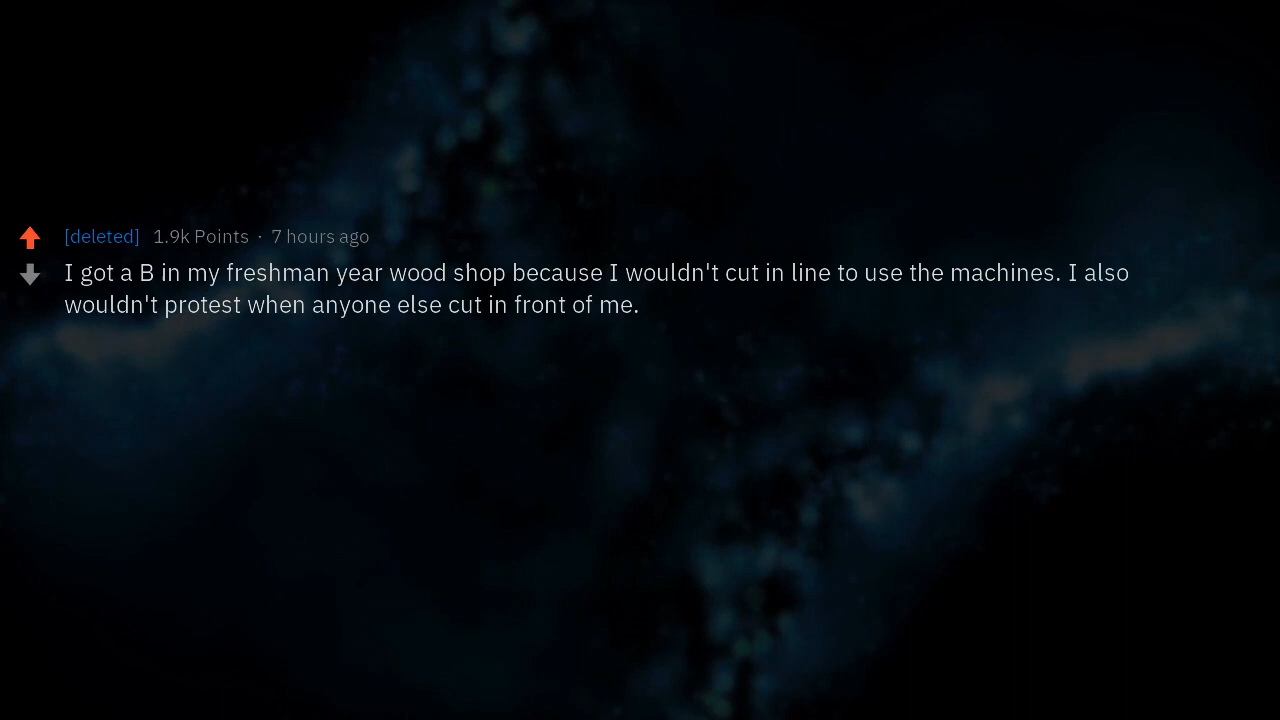 [deleted] 1.9k Points · 7 hours ago
I got a B in my freshman year wood shop because I wouldn't cut in line to use the machines. I also
wouldn't protest when anyone else cut in front of me.